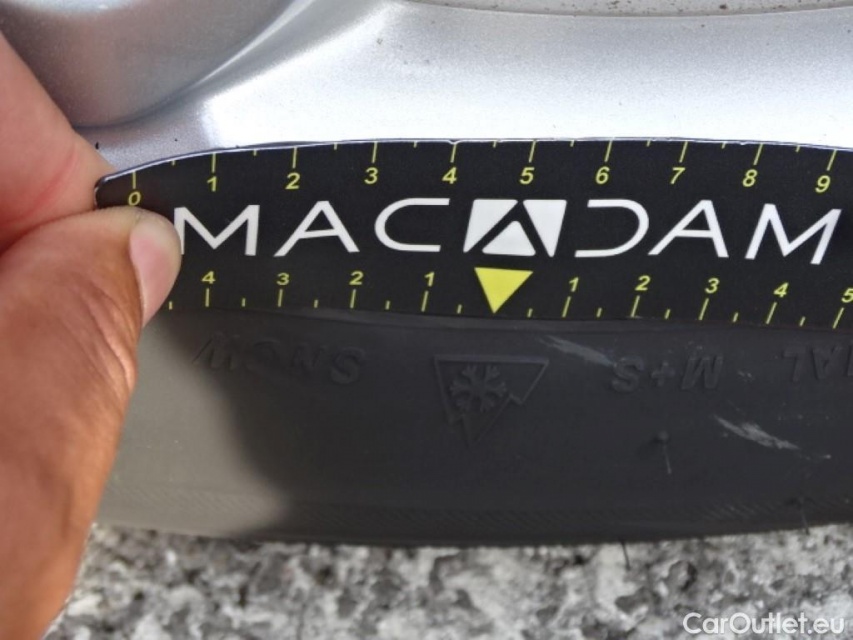 0 1 2 3 4 5 6 7 8 9
MACADAM
4 3 2 1 1 2 3 4 5
SNOW M+S
CarOutlet.eu